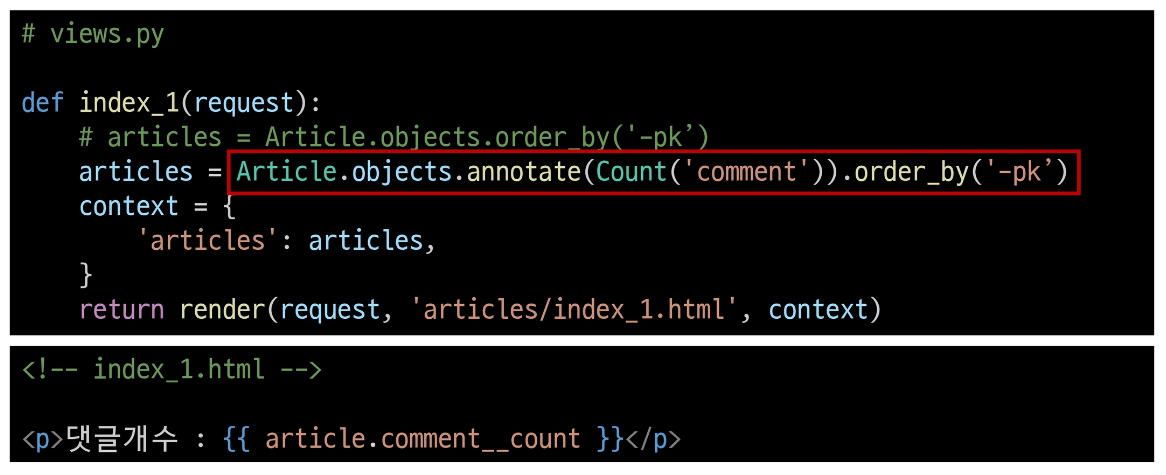 # views.py
def index_1(request):
    # articles = Article.objects.order_by('-pk’)
    articles = Article.objects.annotate(Count('comment')).order_by('-pk’)
    context = {
        'articles': articles,
    }
    return render(request, 'articles/index_1.html', context)
<!-- index_1.html -->
<p>댓글개수 : {{ article.comment__count }}</p>